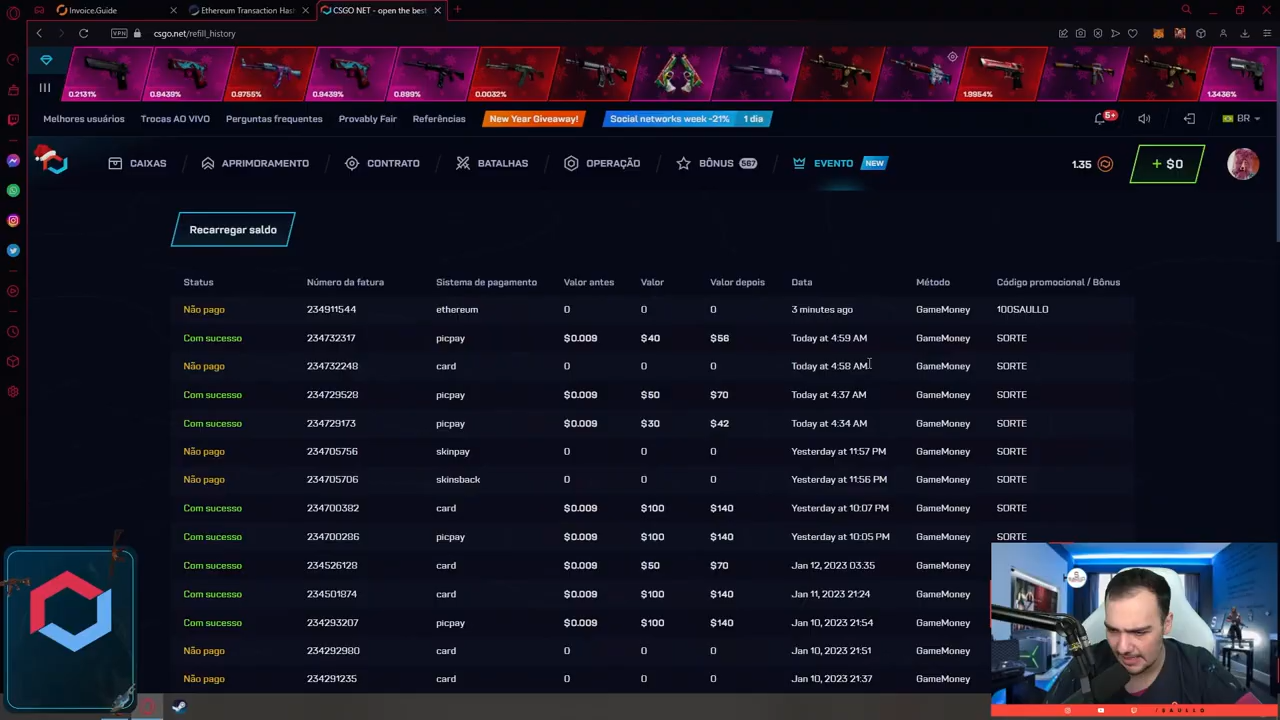 Invoice.Guide
Ethereum Transaction Has
CSGO NET - open the best
VPN csgo.net/refill_history
0.2131% 0.9439% 0.9755% 0.9439% 0.899% 0.0032% 1.9954% 1.3436%
Melhores usuários Trocas AO VIVO Perguntas frequentes Provably Fair Referências New Year Giveaway! Social networks week -21% 1 dia 5+ BR
CAIXAS APRIMORAMENTO CONTRATO BATALHAS OPERAÇÃO BÔNUS 567 EVENTO NEW 1.35 + $0
Recarregar saldo
Status Número da fatura Sistema de pagamento Valor antes Valor Valor depois Data Método Código promocional / Bônus
Não pago 234911544 ethereum 0 0 0 3 minutes ago GameMoney 100SAULLO
Com sucesso 234732317 picpay $0.009 $40 $56 Today at 4:59 AM GameMoney SORTE
Não pago 234732248 card 0 0 0 Today at 4:58 AM GameMoney SORTE
Com sucesso 234729528 picpay $0.009 $50 $70 Today at 4:37 AM GameMoney SORTE
Com sucesso 234729173 picpay $0.009 $30 $42 Today at 4:34 AM GameMoney SORTE
Não pago 234705756 skinpay 0 0 0 Yesterday at 11:57 PM GameMoney SORTE
Não pago 234705706 skinsback 0 0 0 Yesterday at 11:56 PM GameMoney SORTE
Com sucesso 234700382 card $0.009 $100 $140 Yesterday at 10:07 PM GameMoney SORTE
Com sucesso 234700286 picpay $0.009 $100 $140 Yesterday at 10:05 PM GameMoney SORTE
Com sucesso 234526128 card $0.009 $50 $70 Jan 12, 2023 03:35 GameMoney
Com sucesso 234501874 card $0.009 $100 $140 Jan 11, 2023 21:24 GameMoney
Com sucesso 234293207 picpay $0.009 $100 $140 Jan 10, 2023 21:54 GameMoney
Não pago 234292980 card 0 0 0 Jan 10, 2023 21:51 GameMoney
Não pago 234291235 card 0 0 0 Jan 10, 2023 21:37 GameMoney